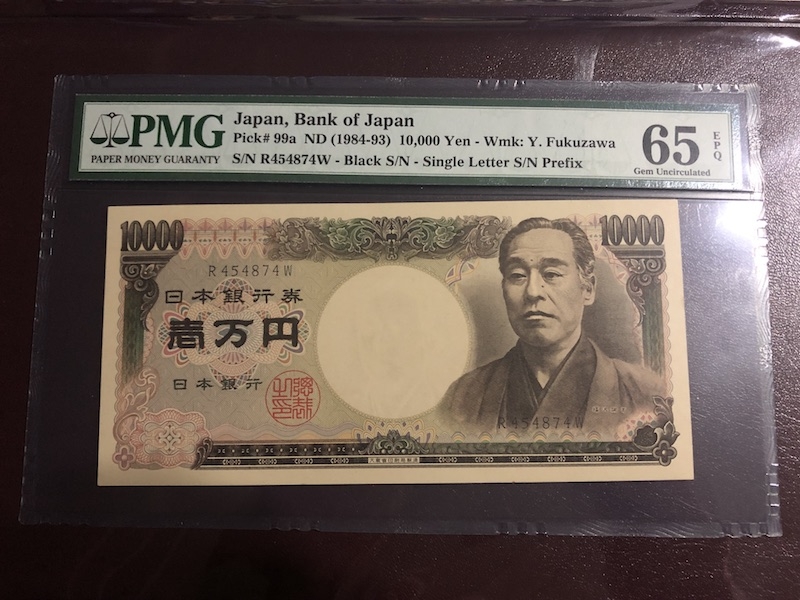 PMG
PAPER MONEY GUARANTY
Japan, Bank of Japan
Pick# 99a ND (1984-93) 10,000 Yen - Wmk: Y. Fukuzawa
S/N R454874W - Black S/N - Single Letter S/N Prefix
65
EPQ
Gem Uncirculated
10000
10000
R454874W
日本銀行券
壱万円
日本銀行
R454874W